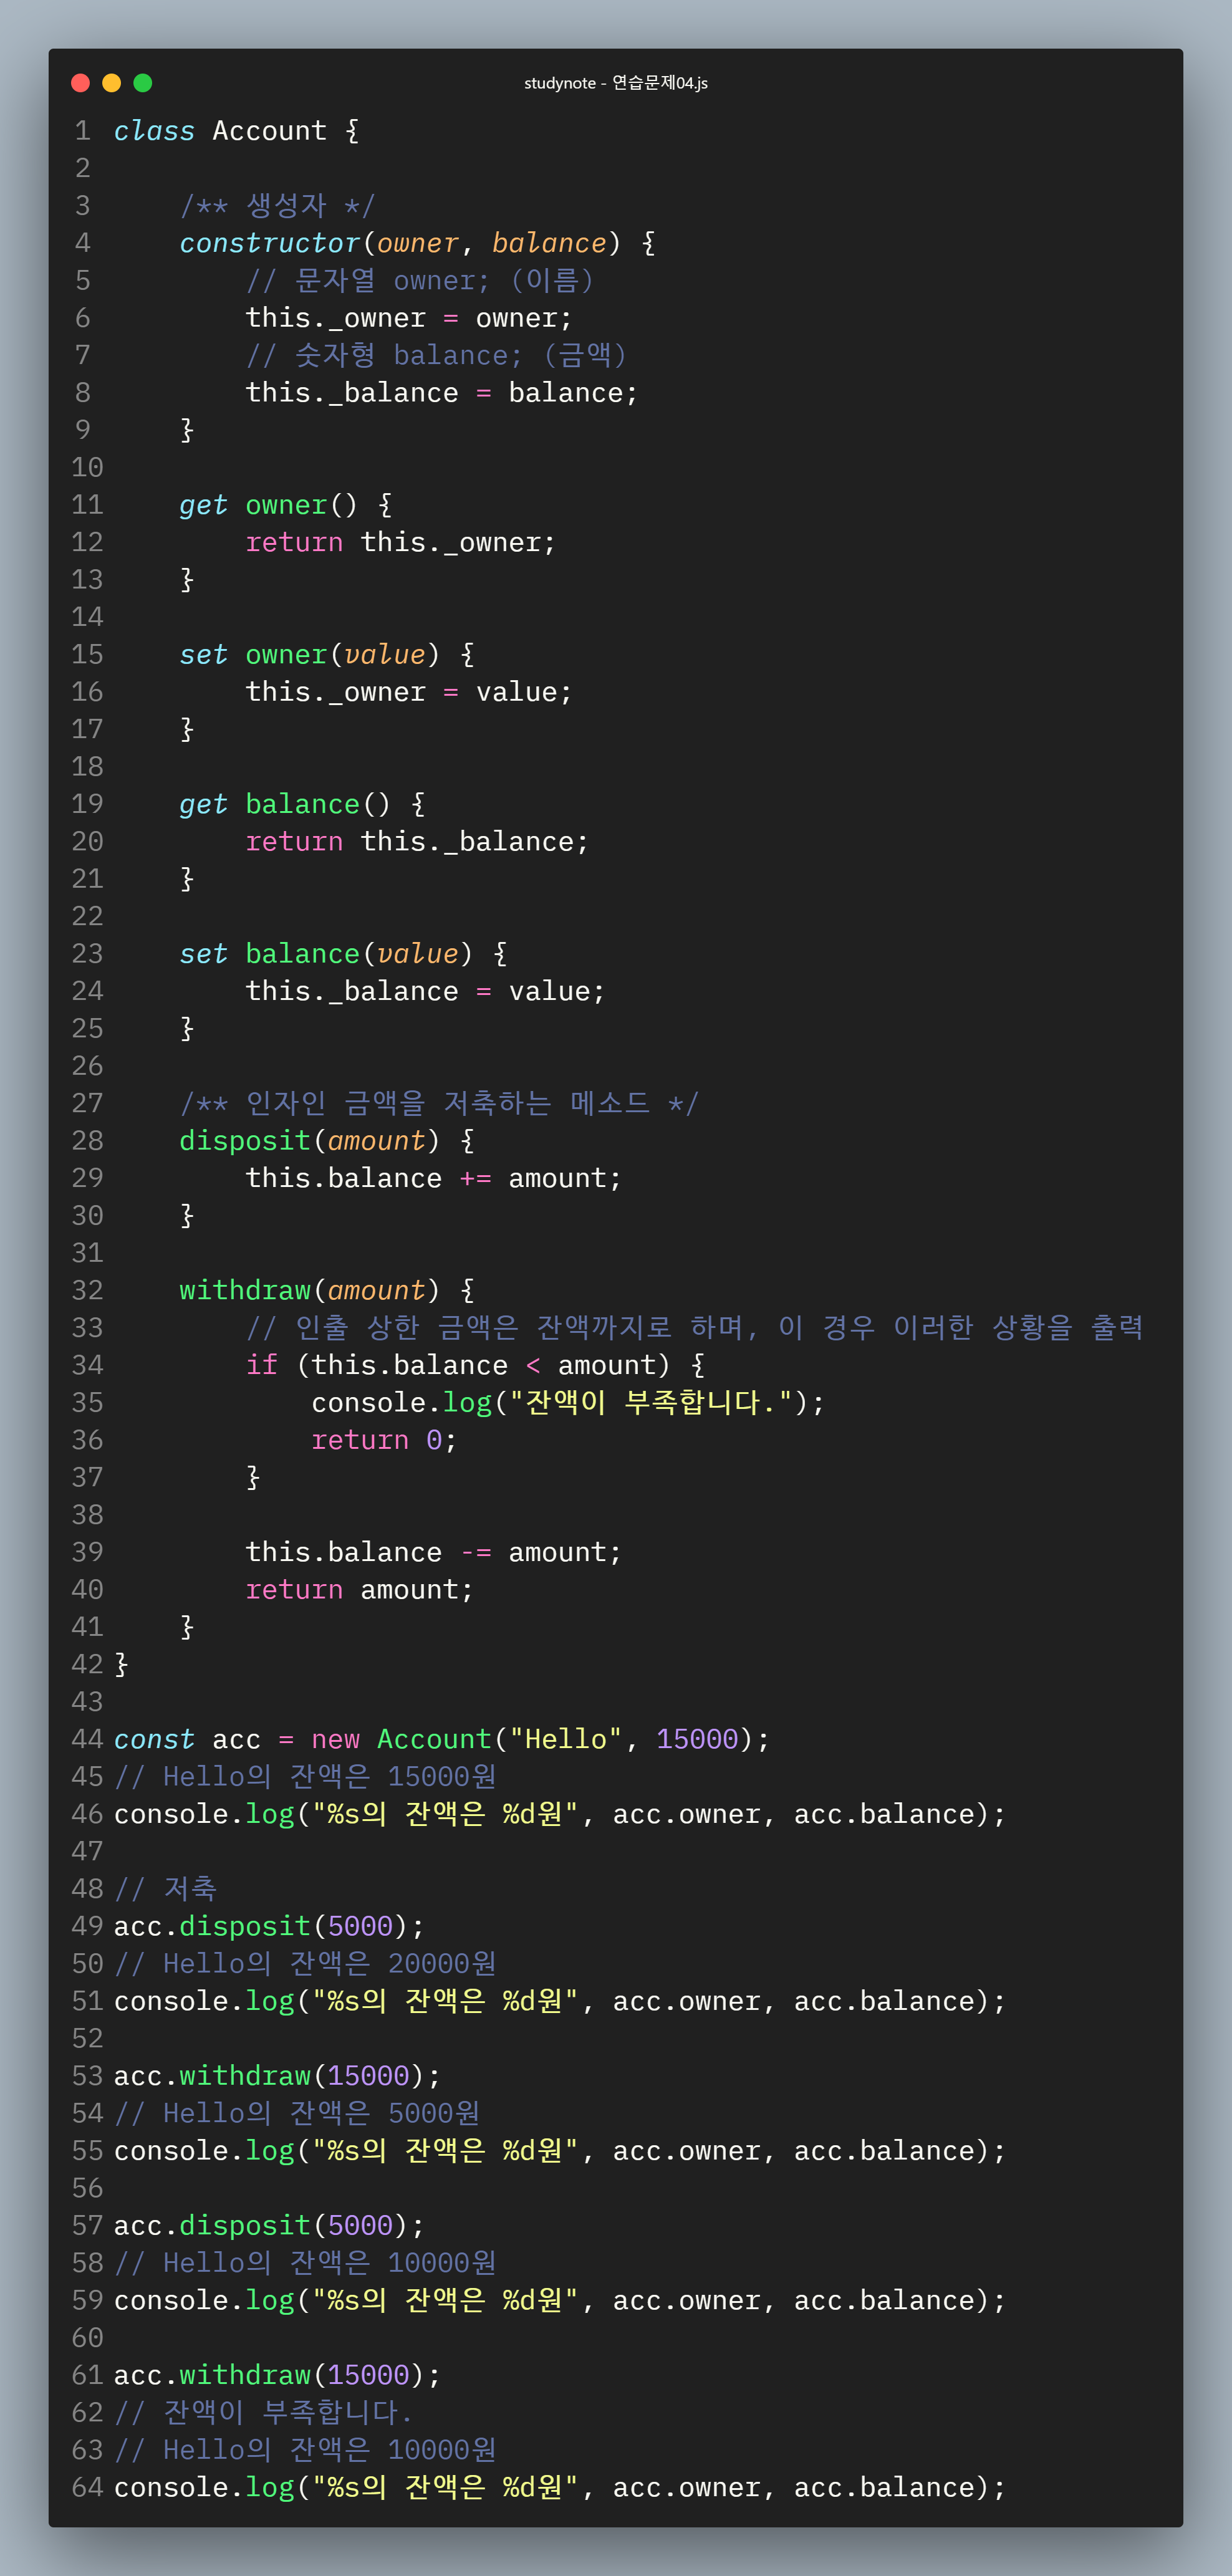 studynote - 연습문제04.js
1 class Account {
2
3     /** 생성자 */
4     constructor(owner, balance) {
5         // 문자열 owner; (이름)
6         this._owner = owner;
7         // 숫자형 balance; (금액)
8         this._balance = balance;
9     }
10
11     get owner() {
12         return this._owner;
13     }
14
15     set owner(value) {
16         this._owner = value;
17     }
18
19     get balance() {
20         return this._balance;
21     }
22
23     set balance(value) {
24         this._balance = value;
25     }
26
27     /** 인자인 금액을 저축하는 메소드 */
28     disposit(amount) {
29         this.balance += amount;
30     }
31
32     withdraw(amount) {
33         // 인출 상한 금액은 잔액까지로 하며, 이 경우 이러한 상황을 출력
34         if (this.balance < amount) {
35             console.log("잔액이 부족합니다.");
36             return 0;
37         }
38
39         this.balance -= amount;
40         return amount;
41     }
42 }
43
44 const acc = new Account("Hello", 15000);
45 // Hello의 잔액은 15000원
46 console.log("%s의 잔액은 %d원", acc.owner, acc.balance);
47
48 // 저축
49 acc.disposit(5000);
50 // Hello의 잔액은 20000원
51 console.log("%s의 잔액은 %d원", acc.owner, acc.balance);
52
53 acc.withdraw(15000);
54 // Hello의 잔액은 5000원
55 console.log("%s의 잔액은 %d원", acc.owner, acc.balance);
56
57 acc.disposit(5000);
58 // Hello의 잔액은 10000원
59 console.log("%s의 잔액은 %d원", acc.owner, acc.balance);
60
61 acc.withdraw(15000);
62 // 잔액이 부족합니다.
63 // Hello의 잔액은 10000원
64 console.log("%s의 잔액은 %d원", acc.owner, acc.balance);